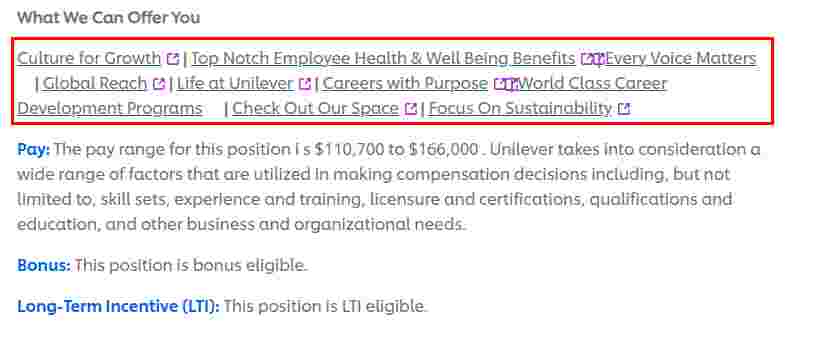 What We Can Offer You
Culture for Growth | Top Notch Employee Health & Well Being Benefits | Every Voice Matters
| Global Reach | Life at Unilever | Careers with Purpose | World Class Career
Development Programs | Check Out Our Space | Focus On Sustainability
Pay: The pay range for this position i s $110,700 to $166,000 . Unilever takes into consideration a
wide range of factors that are utilized in making compensation decisions including, but not
limited to, skill sets, experience and training, licensure and certifications, qualifications and
education, and other business and organizational needs.
Bonus: This position is bonus eligible.
Long-Term Incentive (LTI): This position is LTI eligible.